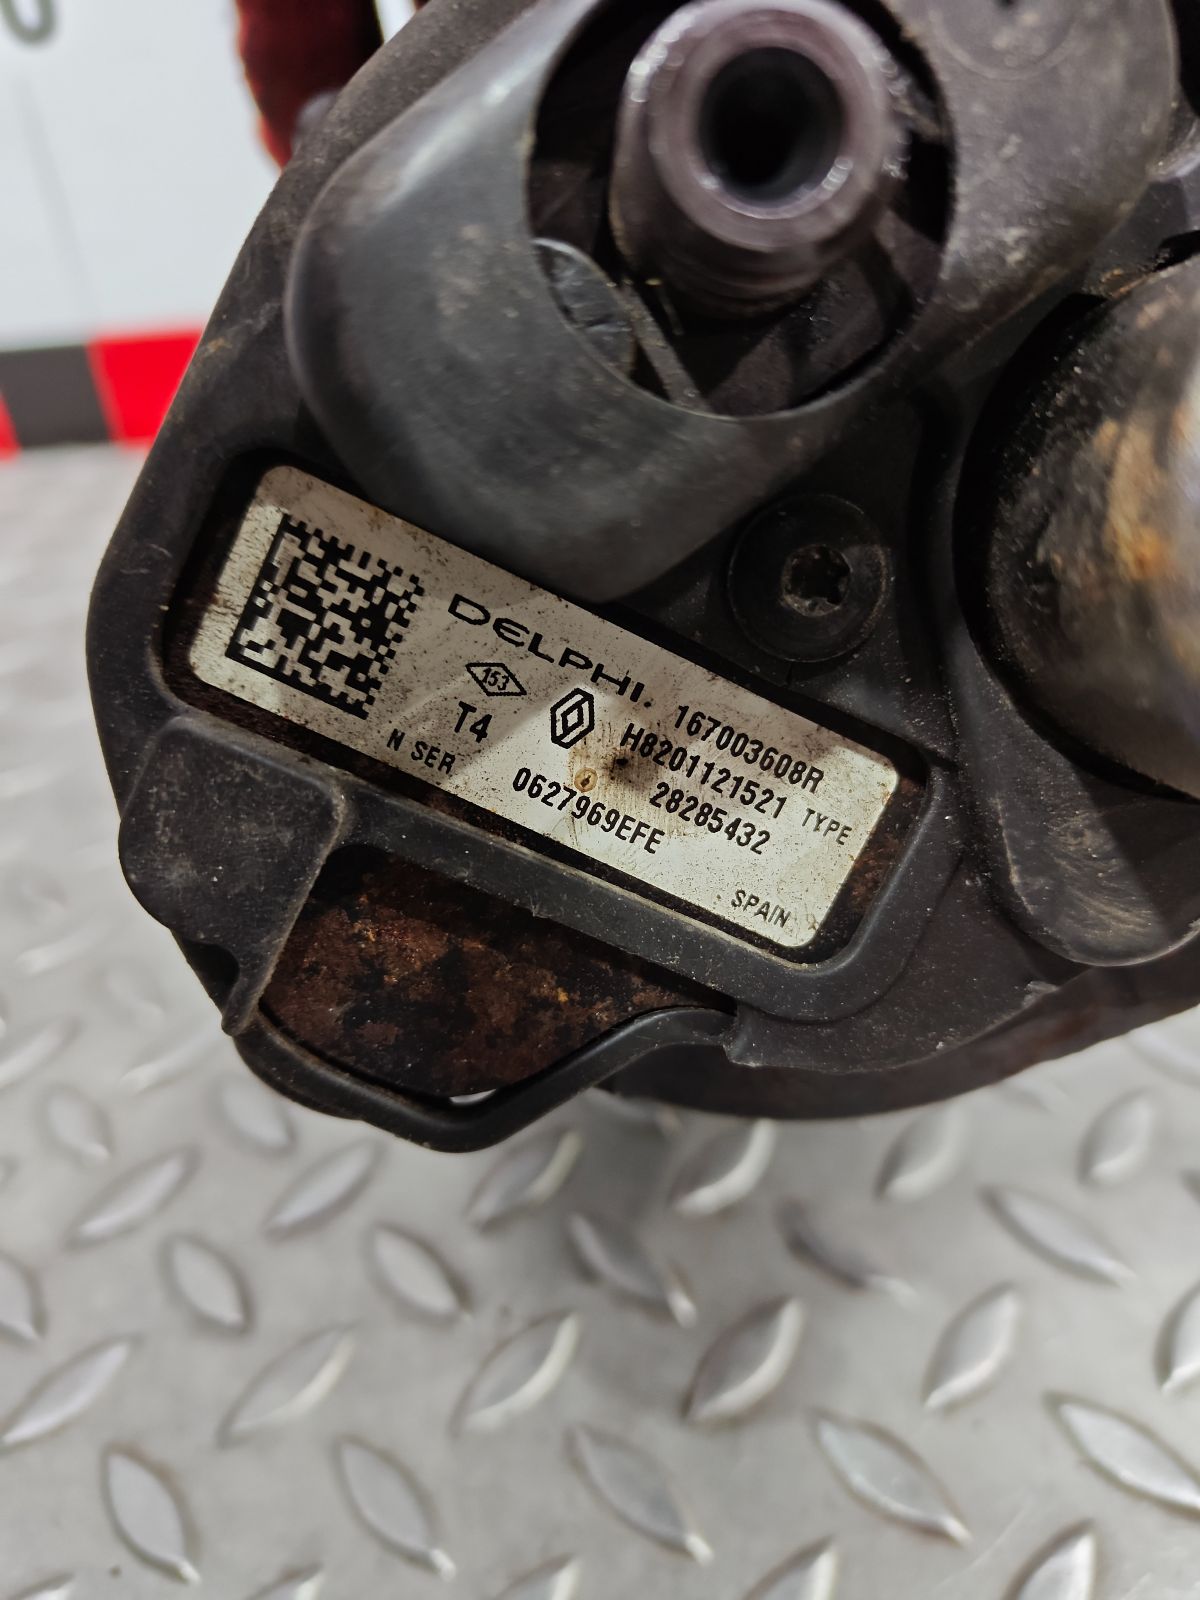 DELPHI.
153
T4
167003608R
H8201121521 TYPE
28285432
N SER
0627969EFE
SPAIN